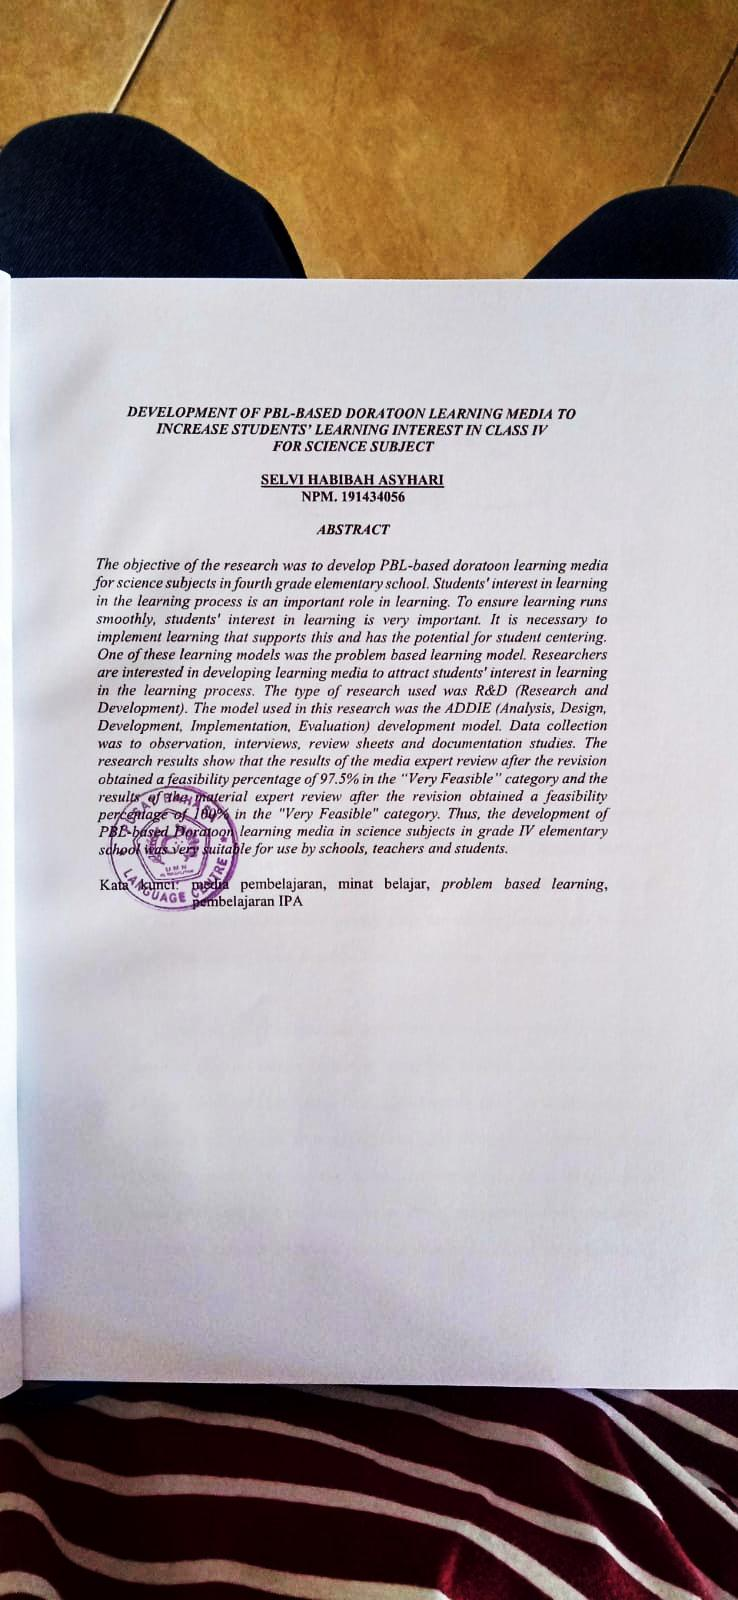 DEVELOPMENT OF PBL-BASED DORATOON LEARNING MEDIA TO
INCREASE STUDENTS' LEARNING INTEREST IN CLASS IV
FOR SCIENCE SUBJECT
SELVI HABIBAH ASYHARI
NPM. 191434056
ABSTRACT
The objective of the research was to develop PBL-based doratoon learning media
for science subjects in fourth grade elementary school. Students' interest in learning
in the learning process is an important role in learning. To ensure learning runs
smoothly, students' interest in learning is very important. It is necessary to
implement learning that supports this and has the potential for student centering.
One of these learning models was the problem based learning model. Researchers
are interested in developing learning media to attract students' interest in learning
in the learning process. The type of research used was R&D (Research and
Development). The model used in this research was the ADDIE (Analysis, Design,
Development, Implementation, Evaluation) development model. Data collection
was to observation, interviews, review sheets and documentation studies. The
research results show that the results of the media expert review after the revision
obtained a feasibility percentage of 97.5% in the "Very Feasible" category and the
results of the material expert review after the revision obtained a feasibility
percentage of 100% in the "Very Feasible" category. Thus, the development of
PBL-based Doratoon learning media in science subjects in grade IV elementary
school was very suitable for use by schools, teachers and students.
Kata kunci: media pembelajaran, minat belajar, problem based learning,
pembelajaran IPA
PUSAT BAHASA
UMN
LANGUAGE CENTRE